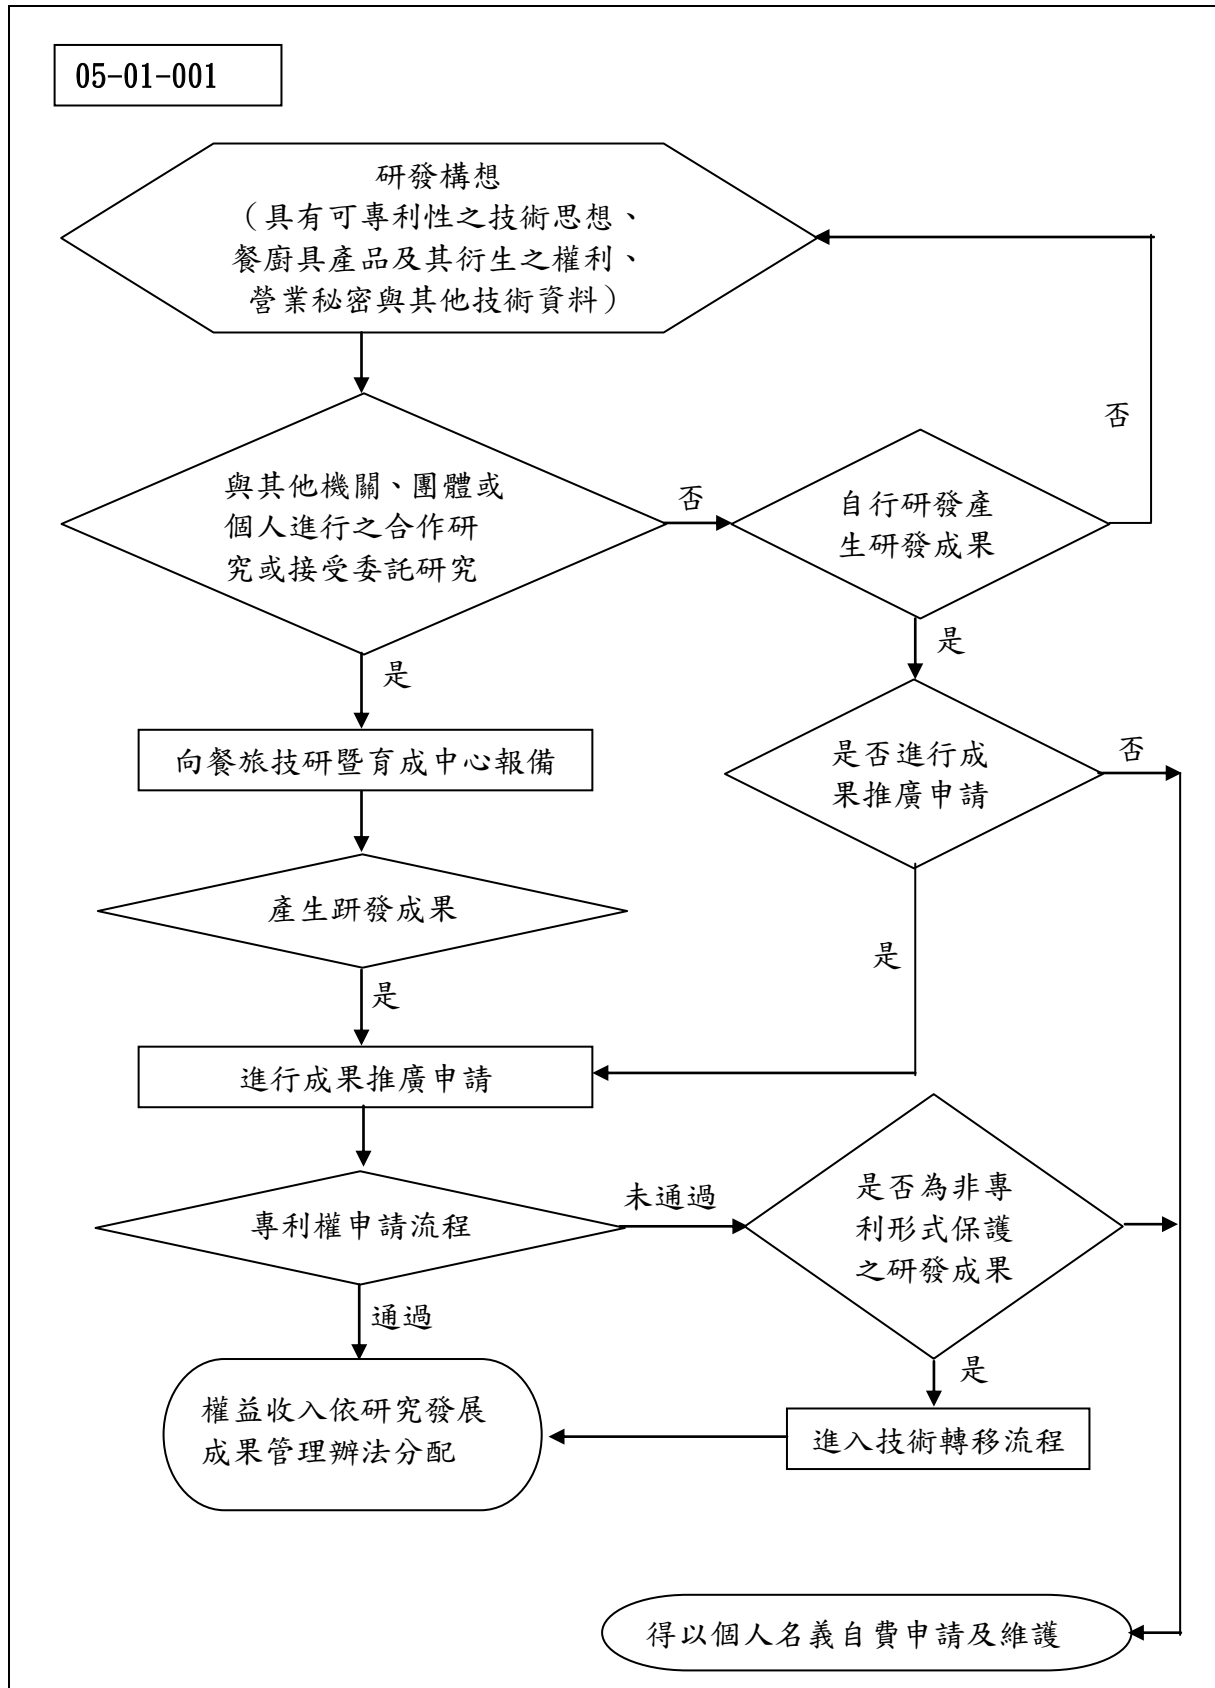 05-01-001
研發構想
（具有可專利性之技術思想、
餐廚具產品及其衍生之權利、
營業秘密與其他技術資料）
否
與其他機關、團體或
個人進行之合作研
究或接受委託研究
否
自行研發產
生研發成果
是
是
向餐旅技研暨育成中心報備
是否進行成
果推廣申請
否
產生趼發成果
是
是
進行成果推廣申請
專利權申請流程
未通過
是否為非專
利形式保護
之研發成果
通過
是
權益收入依研究發展
成果管理辦法分配
進入技術轉移流程
得以個人名義自費申請及維護